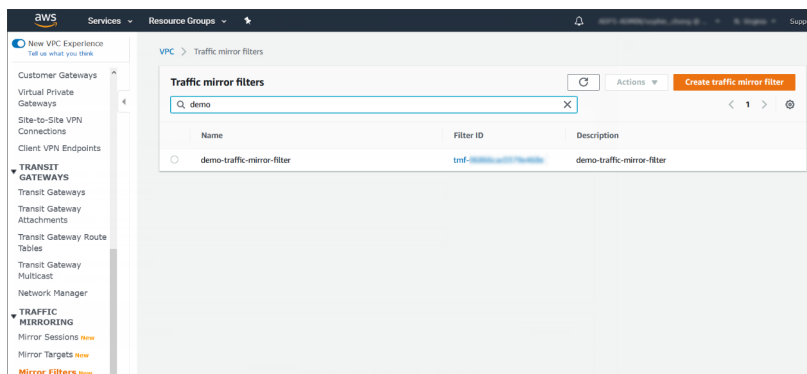 aws
Services
Resource Groups
Supp
New VPC Experience
Tell us what you think
Customer Gateways
Virtual Private
Gateways
Site-to-Site VPN
Connections
Client VPN Endpoints
TRANSIT
GATEWAYS
Transit Gateways
Transit Gateway
Attachments
Transit Gateway Route
Tables
Transit Gateway
Multicast
Network Manager
TRAFFIC
MIRRORING
Mirror Sessions New
Mirror Targets New
Mirror Filters New
VPC > Traffic mirror filters
Traffic mirror filters
Actions
Create traffic mirror filter
demo
< 1 >
Name Filter ID Description
demo-traffic-mirror-filter tmf- demo-traffic-mirror-filter